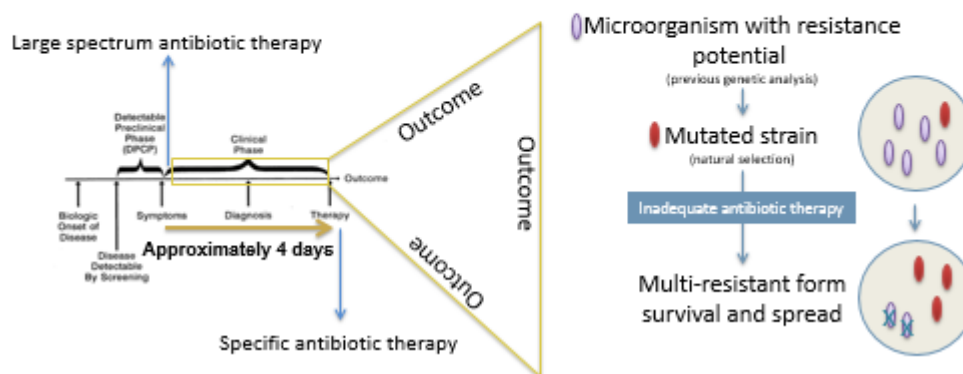 Large spectrum antibiotic therapy
Detectable
Preclinical
Phase
(DPCP)
Clinical
Phase
Outcome
Biologic
Onset of
Disease
Symptoms
Diagnosis
Therapy
Disease
Detectable
By Screening
Approximately 4 days
Specific antibiotic therapy
Outcome
Outcome
Outcome
Microorganism with resistance
potential
(previous genetic analysis)
Mutated strain
(natural selection)
Inadequate antibiotic therapy
Multi-resistant form
survival and spread